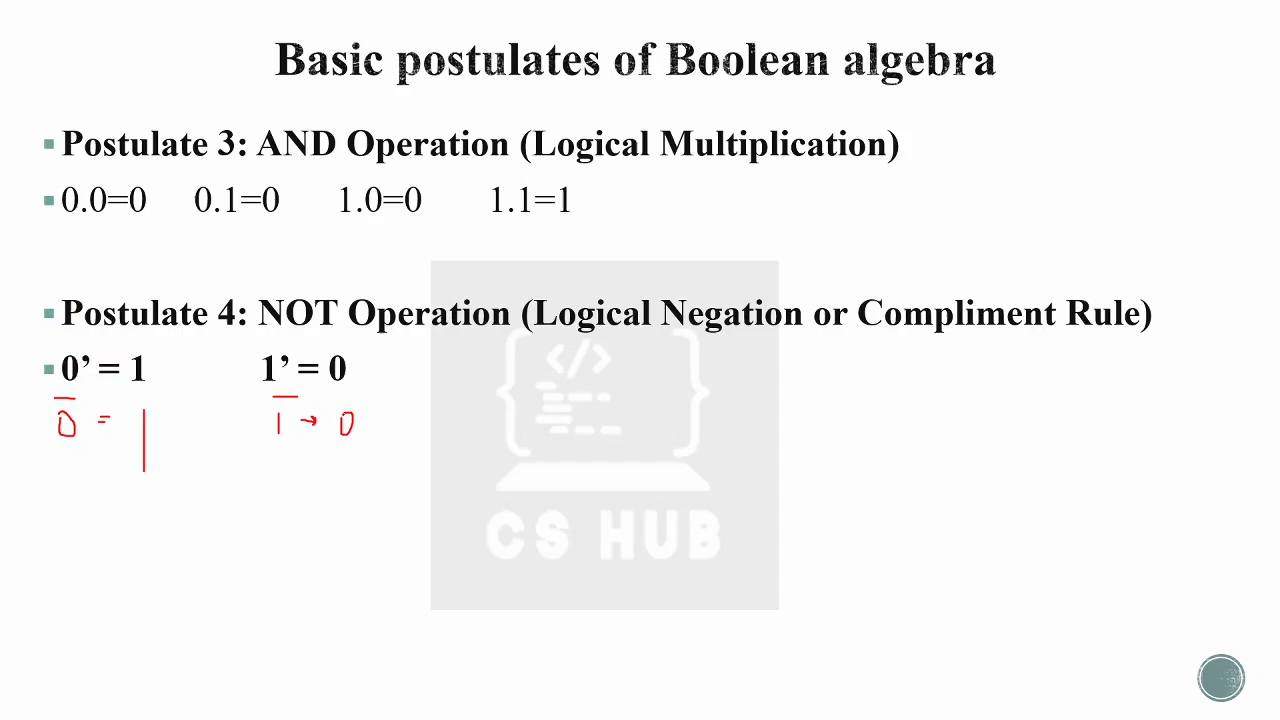 Basic postulates of Boolean algebra
Postulate 3: AND Operation (Logical Multiplication)
0.0=0 0.1=0 1.0=0 1.1=1
Postulate 4: NOT Operation (Logical Negation or Compliment Rule)
0’ = 1 1’ = 0
0̅ = 1 1̅ → 0
</>
CS HUB